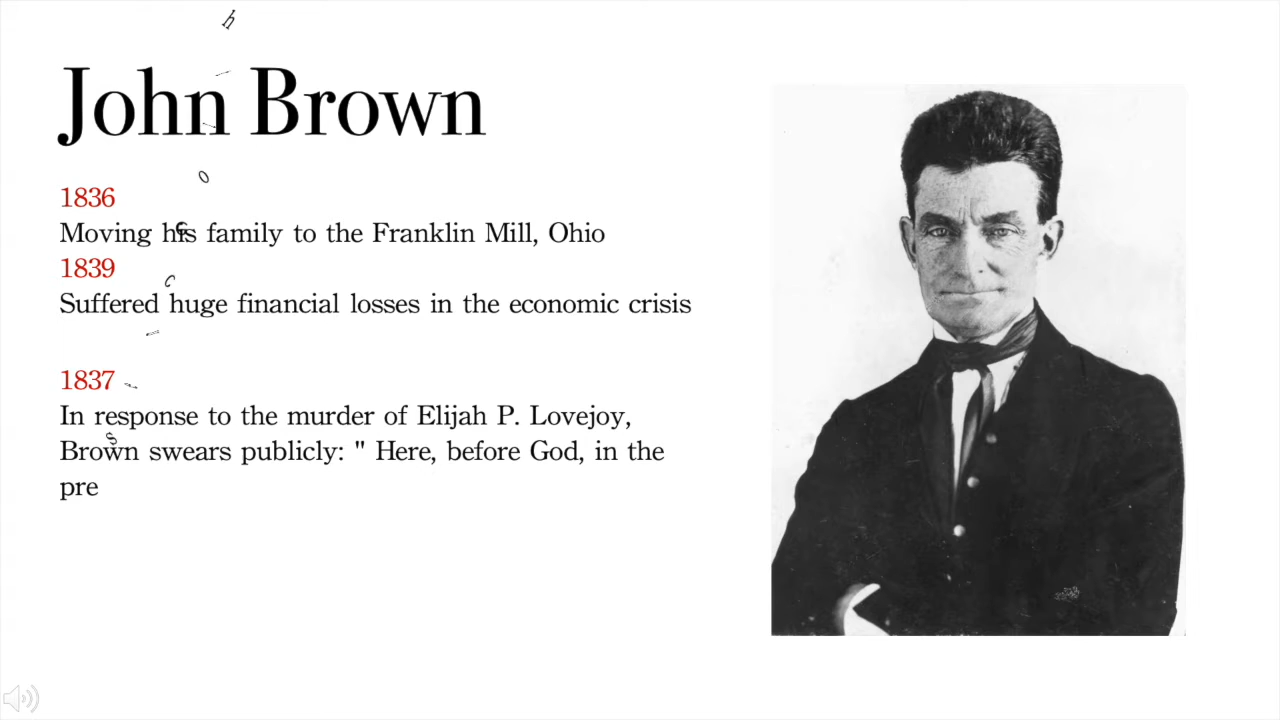 John Brown
1836
Moving his family to the Franklin Mill, Ohio
1839
Suffered huge financial losses in the economic crisis
1837
In response to the murder of Elijah P. Lovejoy,
Brown swears publicly: " Here, before God, in the
pre